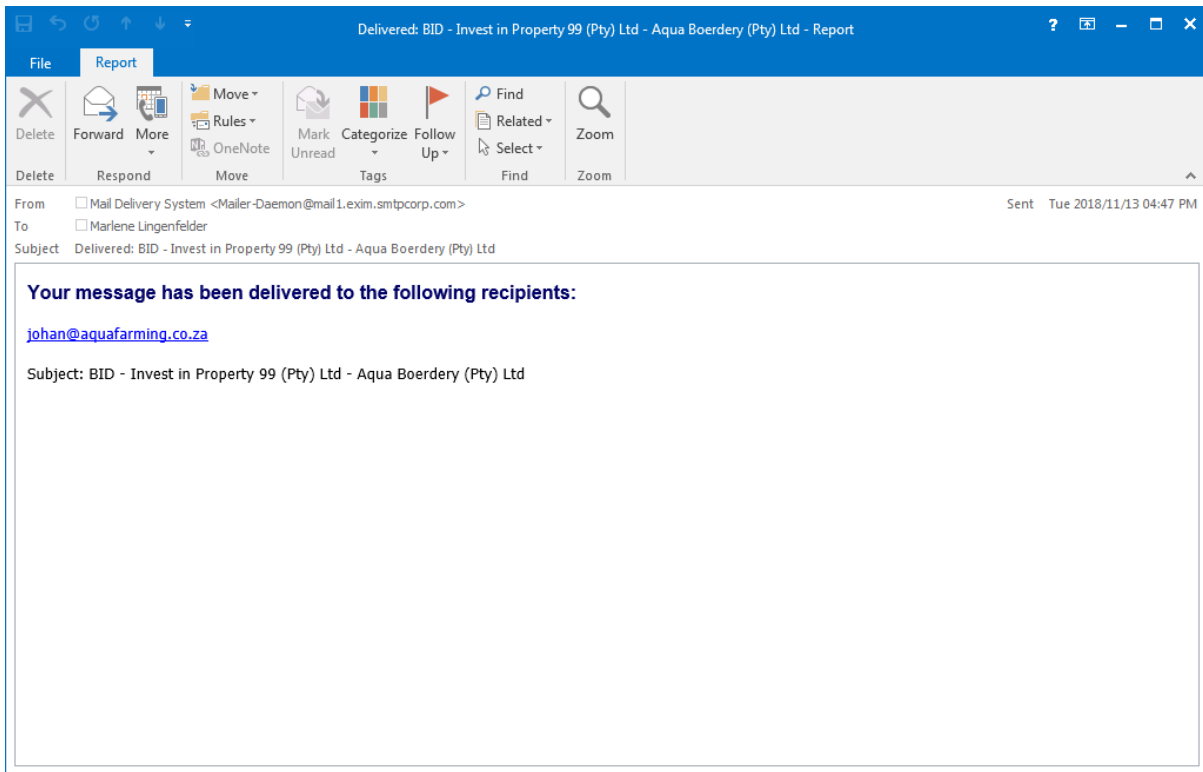 Delivered: BID - Invest in Property 99 (Pty) Ltd - Aqua Boerdery (Pty) Ltd - Report
?
File Report
Delete
Forward
More
Move
Rules
OneNote
Mark Unread
Categorize
Follow Up
Find
Related
Select
Zoom
Delete Respond Move Tags Find Zoom
From Mail Delivery System <Mailer-Daemon@mail1.exim.smtpcorp.com> Sent Tue 2018/11/13 04:47 PM
To Marlene Lingenfelder
Subject Delivered: BID - Invest in Property 99 (Pty) Ltd - Aqua Boerdery (Pty) Ltd
Your message has been delivered to the following recipients:
johan@aquafarming.co.za
Subject: BID - Invest in Property 99 (Pty) Ltd - Aqua Boerdery (Pty) Ltd